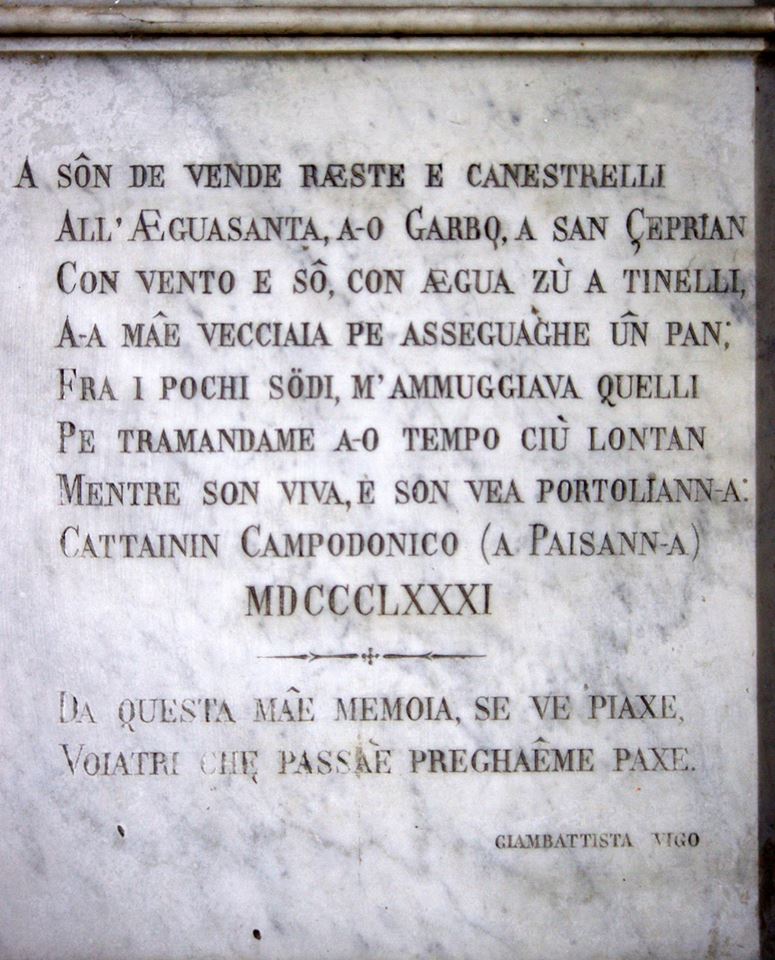 A SÔN DE VENDE RÆSTE E CANESTRELLI
ALL' ÆGUASANTA, A-O GARBO, A SAN ÇEPRIAN
CON VENTO E SÔ, CON ÆGUA ZÙ A TINELLI,
A-A MÂE VECCIAIA PE ASSEGUAGHE ÛN PAN;
FRA I POCHI SÖDI, M'AMMUGGIAVA QUELLI
PE TRAMANDAME A-O TEMPO CIÙ LONTAN
MENTRE SON VIVA, E SON VEA PORTOLIANN-A:
CATTAININ CAMPODONICO (A PAISANN-A)
MDCCCLXXXI
DA QUESTA MÂE MEMOIA, SE VE PIAXE,
VOIATRI CHE PASSAÈ PREGHAÊME PAXE.
GIAMBATTISTA VIGO